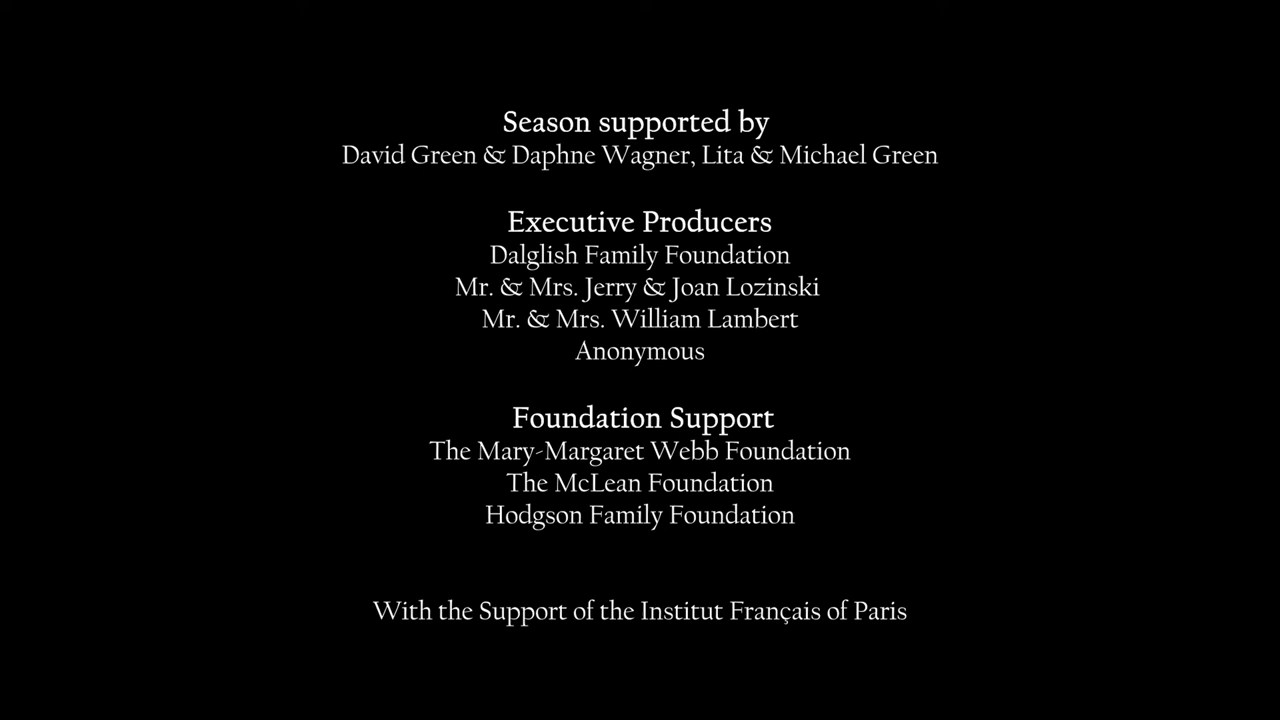 Season supported by
David Green & Daphne Wagner, Lita & Michael Green
Executive Producers
Dalglish Family Foundation
Mr. & Mrs. Jerry & Joan Lozinski
Mr. & Mrs. William Lambert
Anonymous
Foundation Support
The Mary-Margaret Webb Foundation
The McLean Foundation
Hodgson Family Foundation
With the Support of the Institut Français of Paris